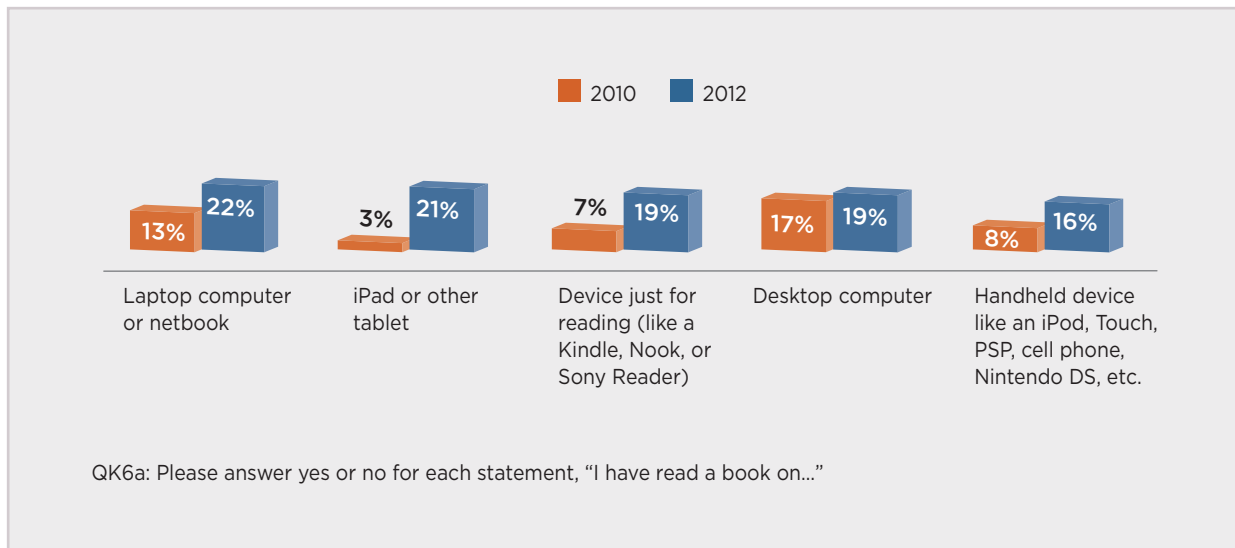 2010 2012
13% 22% 3% 21% 7% 19% 17% 19% 8% 16%
Laptop computer
or netbook
iPad or other
tablet
Device just for
reading (like a
Kindle, Nook, or
Sony Reader)
Desktop computer
Handheld device
like an iPod, Touch,
PSP, cell phone,
Nintendo DS, etc.
QK6a: Please answer yes or no for each statement, “I have read a book on...”